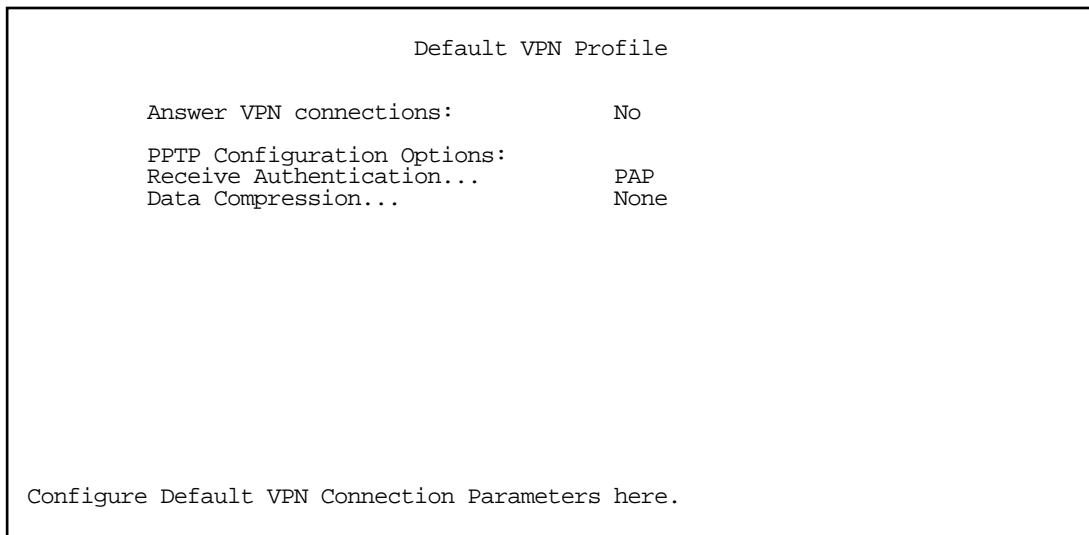 Default VPN Profile
Answer VPN connections: No
PPTP Configuration Options:
Receive Authentication... PAP
Data Compression... None
Configure Default VPN Connection Parameters here.